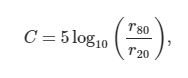 C = 5 log₁₀ (r₈₀ / r₂₀),